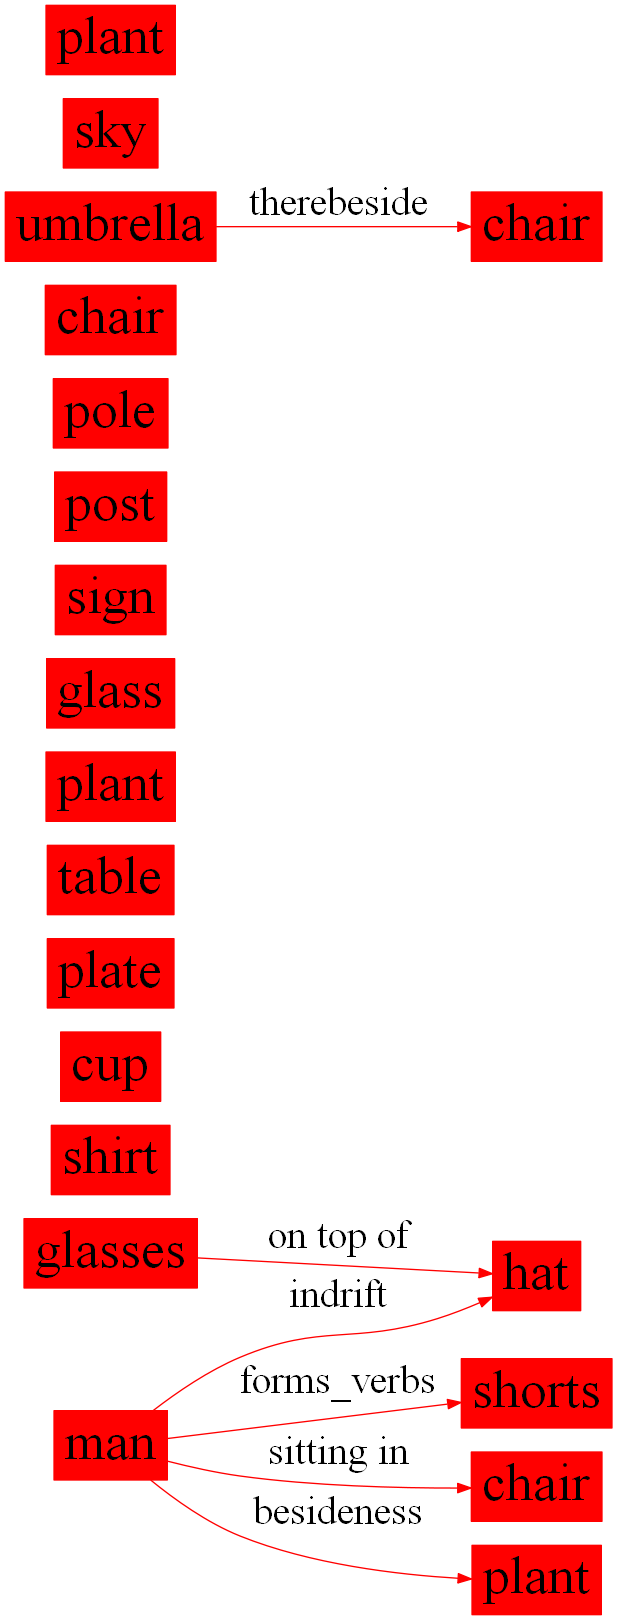 plant
sky
umbrella
therebeside
chair
chair
pole
post
sign
glass
plant
table
plate
cup
shirt
glasses
on top of
hat
indrift
man
forms_verbs
shorts
sitting in
chair
besideness
plant